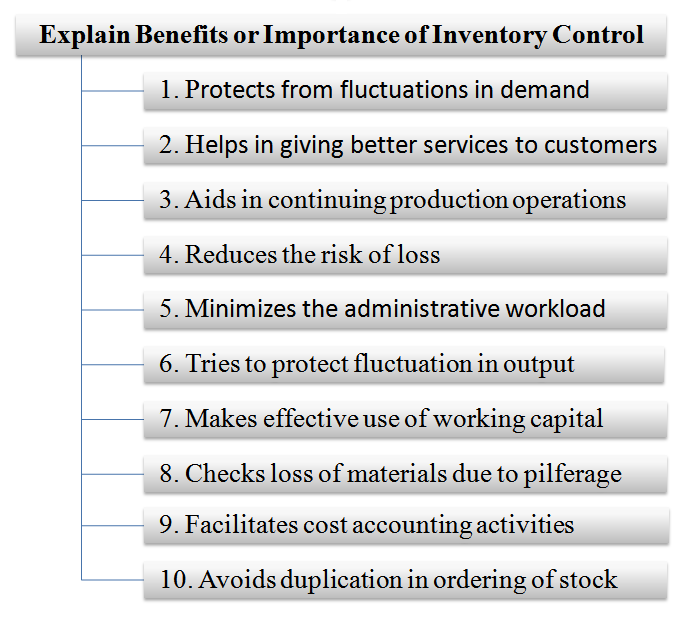 Explain Benefits or Importance of Inventory Control
1. Protects from fluctuations in demand
2. Helps in giving better services to customers
3. Aids in continuing production operations
4. Reduces the risk of loss
5. Minimizes the administrative workload
6. Tries to protect fluctuation in output
7. Makes effective use of working capital
8. Checks loss of materials due to pilferage
9. Facilitates cost accounting activities
10. Avoids duplication in ordering of stock